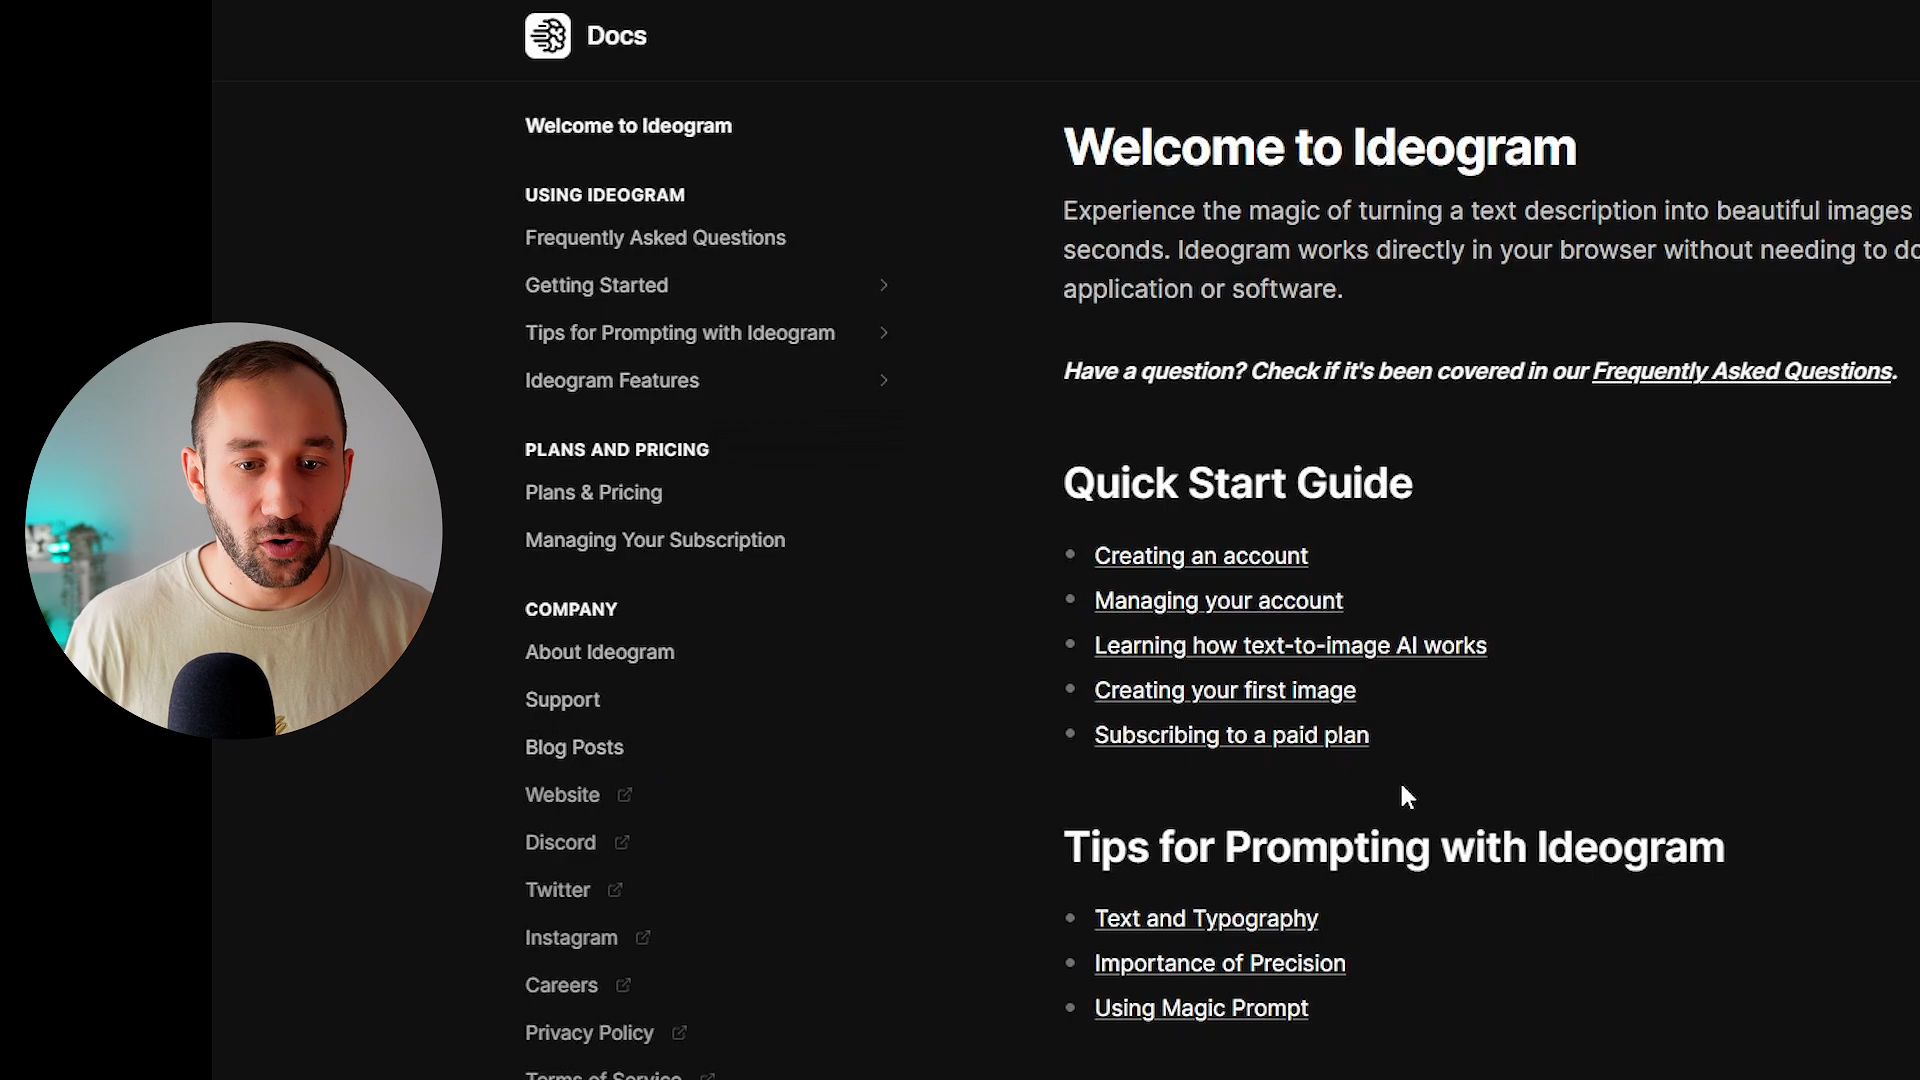 Docs
Welcome to Ideogram
USING IDEOGRAM
Frequently Asked Questions
Getting Started
Tips for Prompting with Ideogram
Ideogram Features
PLANS AND PRICING
Plans & Pricing
Managing Your Subscription
COMPANY
About Ideogram
Support
Blog Posts
Website
Discord
Twitter
Instagram
Careers
Privacy Policy
Terms of Service
Welcome to Ideogram
Experience the magic of turning a text description into beautiful images
seconds. Ideogram works directly in your browser without needing to do
application or software.
Have a question? Check if it's been covered in our Frequently Asked Questions.
Quick Start Guide
Creating an account
Managing your account
Learning how text-to-image AI works
Creating your first image
Subscribing to a paid plan
Tips for Prompting with Ideogram
Text and Typography
Importance of Precision
Using Magic Prompt